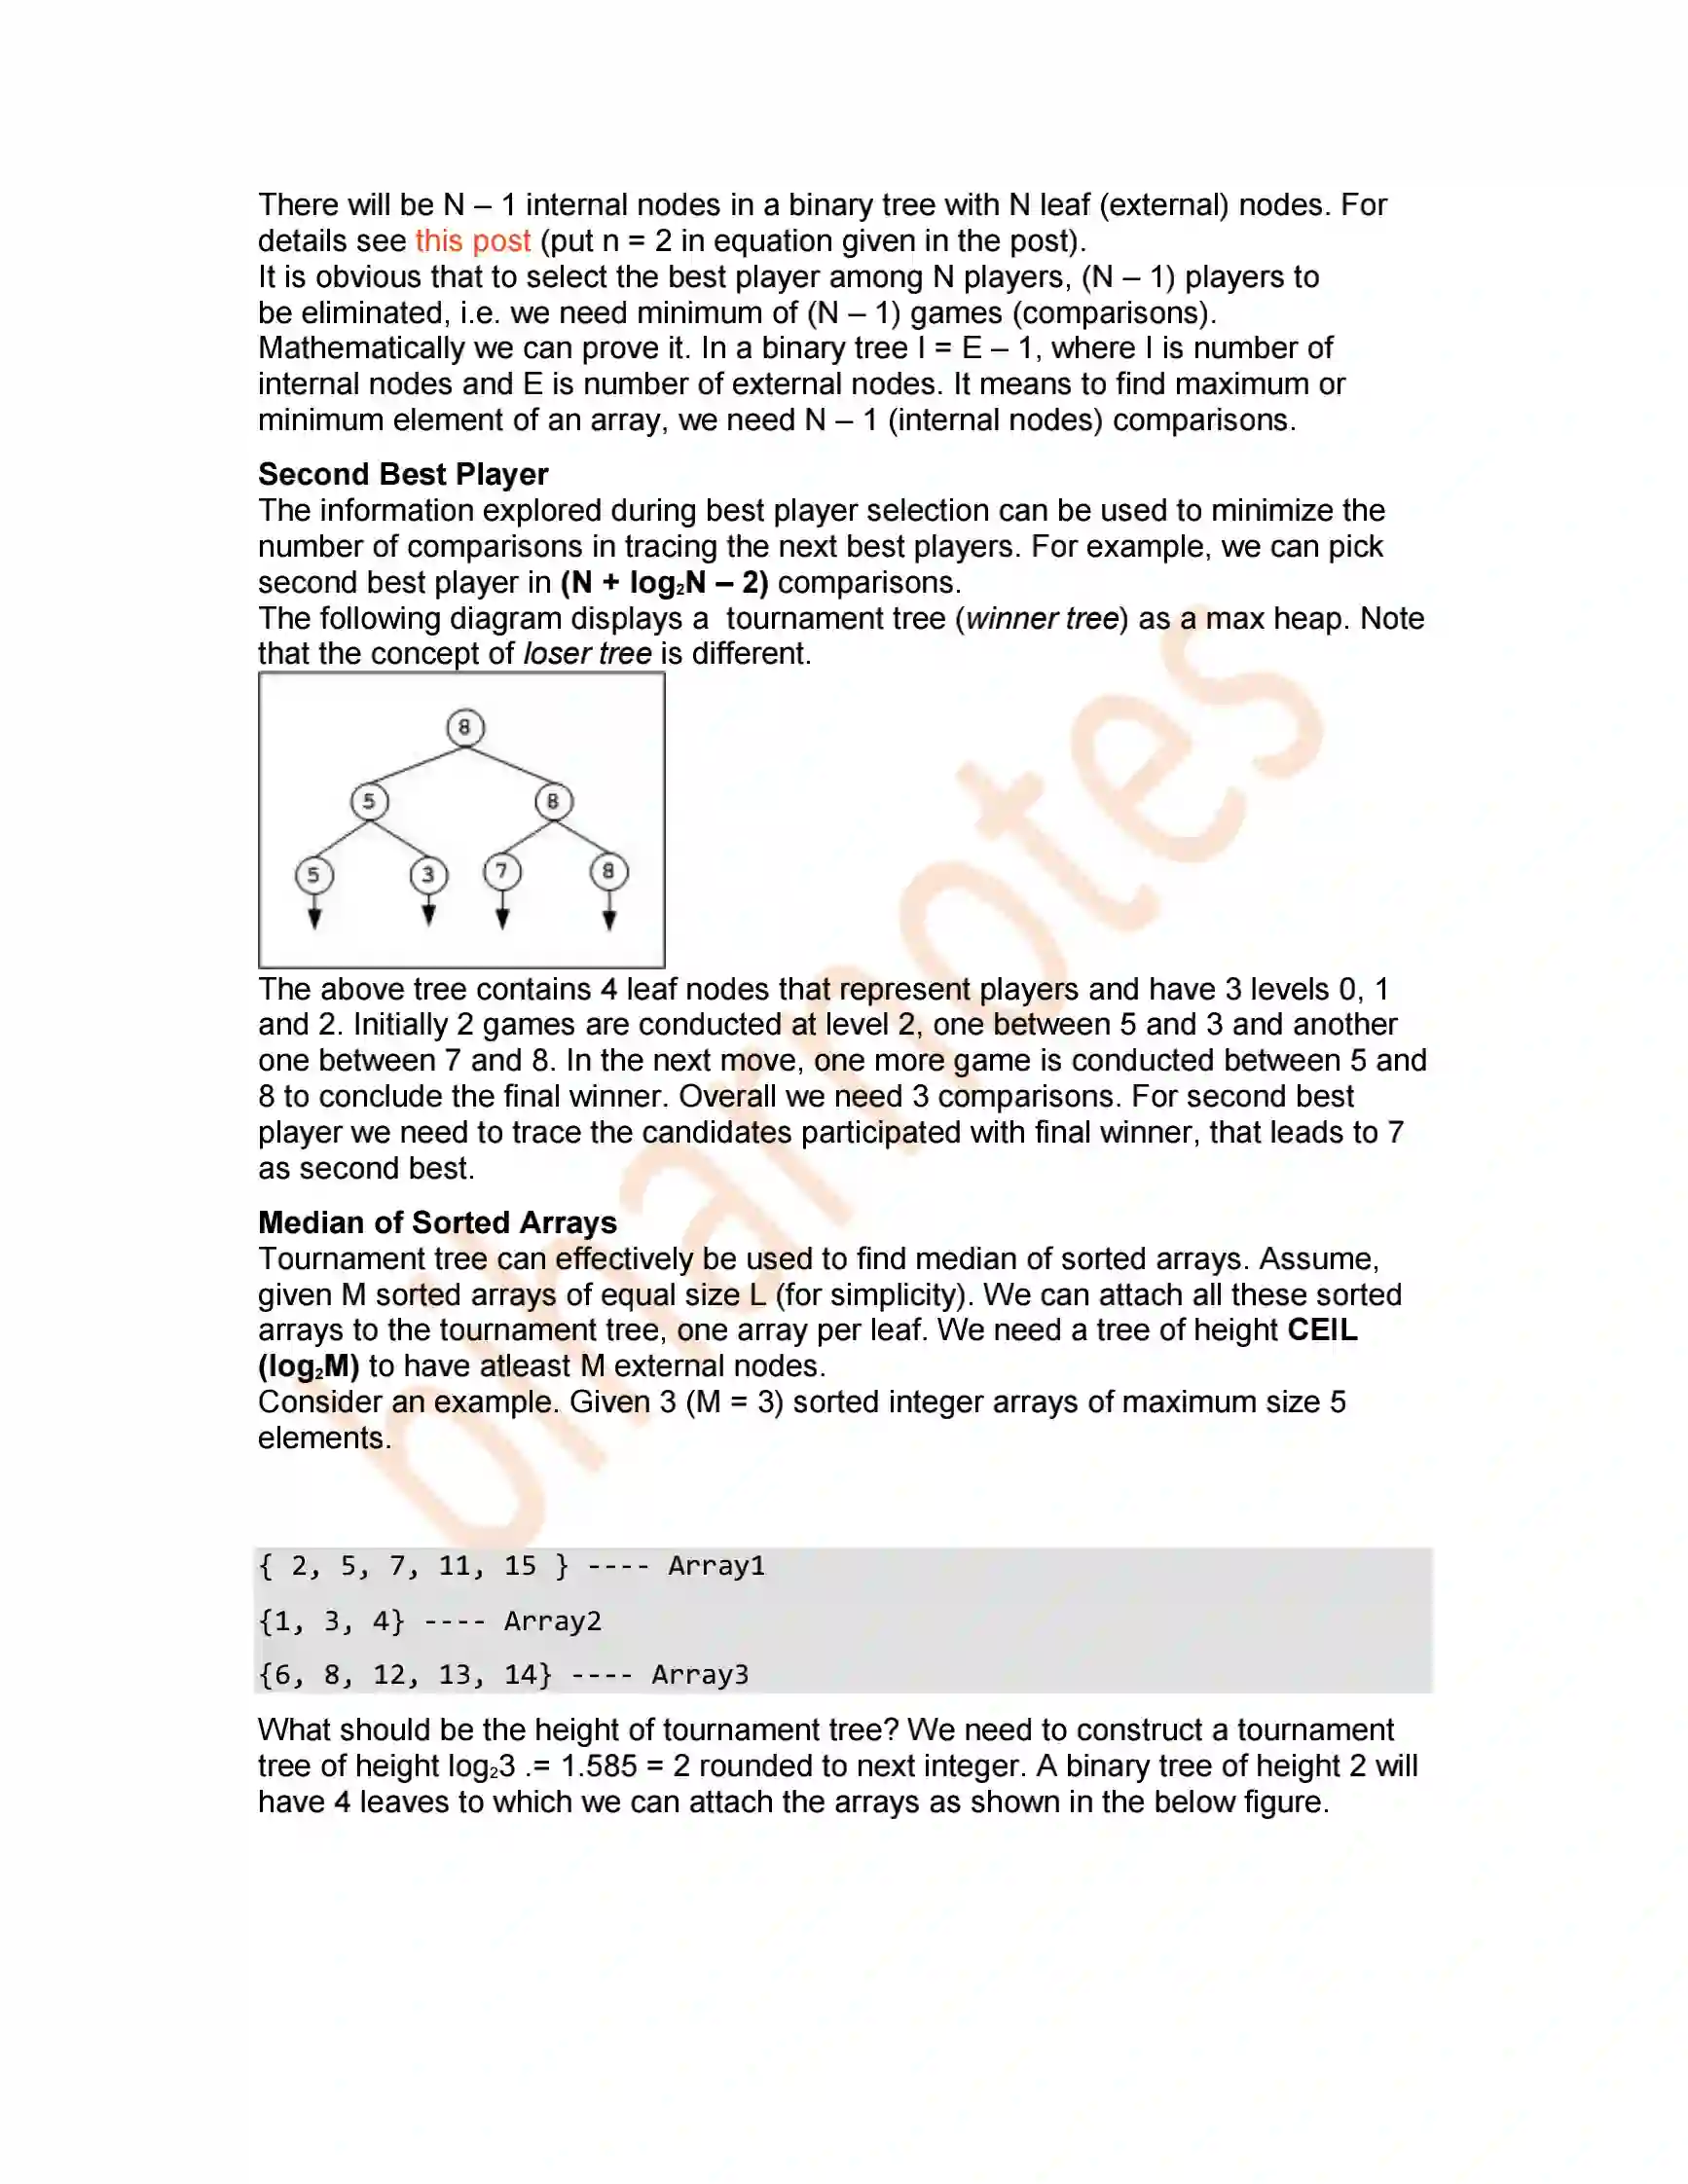 There will be N – 1 internal nodes in a binary tree with N leaf (external) nodes. For
details see this post (put n = 2 in equation given in the post).
It is obvious that to select the best player among N players, (N – 1) players to
be eliminated, i.e. we need minimum of (N – 1) games (comparisons).
Mathematically we can prove it. In a binary tree I = E – 1, where I is number of
internal nodes and E is number of external nodes. It means to find maximum or
minimum element of an array, we need N – 1 (internal nodes) comparisons.
Second Best Player
The information explored during best player selection can be used to minimize the
number of comparisons in tracing the next best players. For example, we can pick
second best player in (N + log₂N – 2) comparisons.
The following diagram displays a  tournament tree (winner tree) as a max heap. Note
that the concept of loser tree is different.
8
5 8
5 3 7 8
The above tree contains 4 leaf nodes that represent players and have 3 levels 0, 1
and 2. Initially 2 games are conducted at level 2, one between 5 and 3 and another
one between 7 and 8. In the next move, one more game is conducted between 5 and
8 to conclude the final winner. Overall we need 3 comparisons. For second best
player we need to trace the candidates participated with final winner, that leads to 7
as second best.
Median of Sorted Arrays
Tournament tree can effectively be used to find median of sorted arrays. Assume,
given M sorted arrays of equal size L (for simplicity). We can attach all these sorted
arrays to the tournament tree, one array per leaf. We need a tree of height CEIL
(log₂M) to have atleast M external nodes.
Consider an example. Given 3 (M = 3) sorted integer arrays of maximum size 5
elements.
{ 2, 5, 7, 11, 15 } ---- Array1
{1, 3, 4} ---- Array2
{6, 8, 12, 13, 14} ---- Array3
What should be the height of tournament tree? We need to construct a tournament
tree of height log₂3 .= 1.585 = 2 rounded to next integer. A binary tree of height 2 will
have 4 leaves to which we can attach the arrays as shown in the below figure.
biharnotes